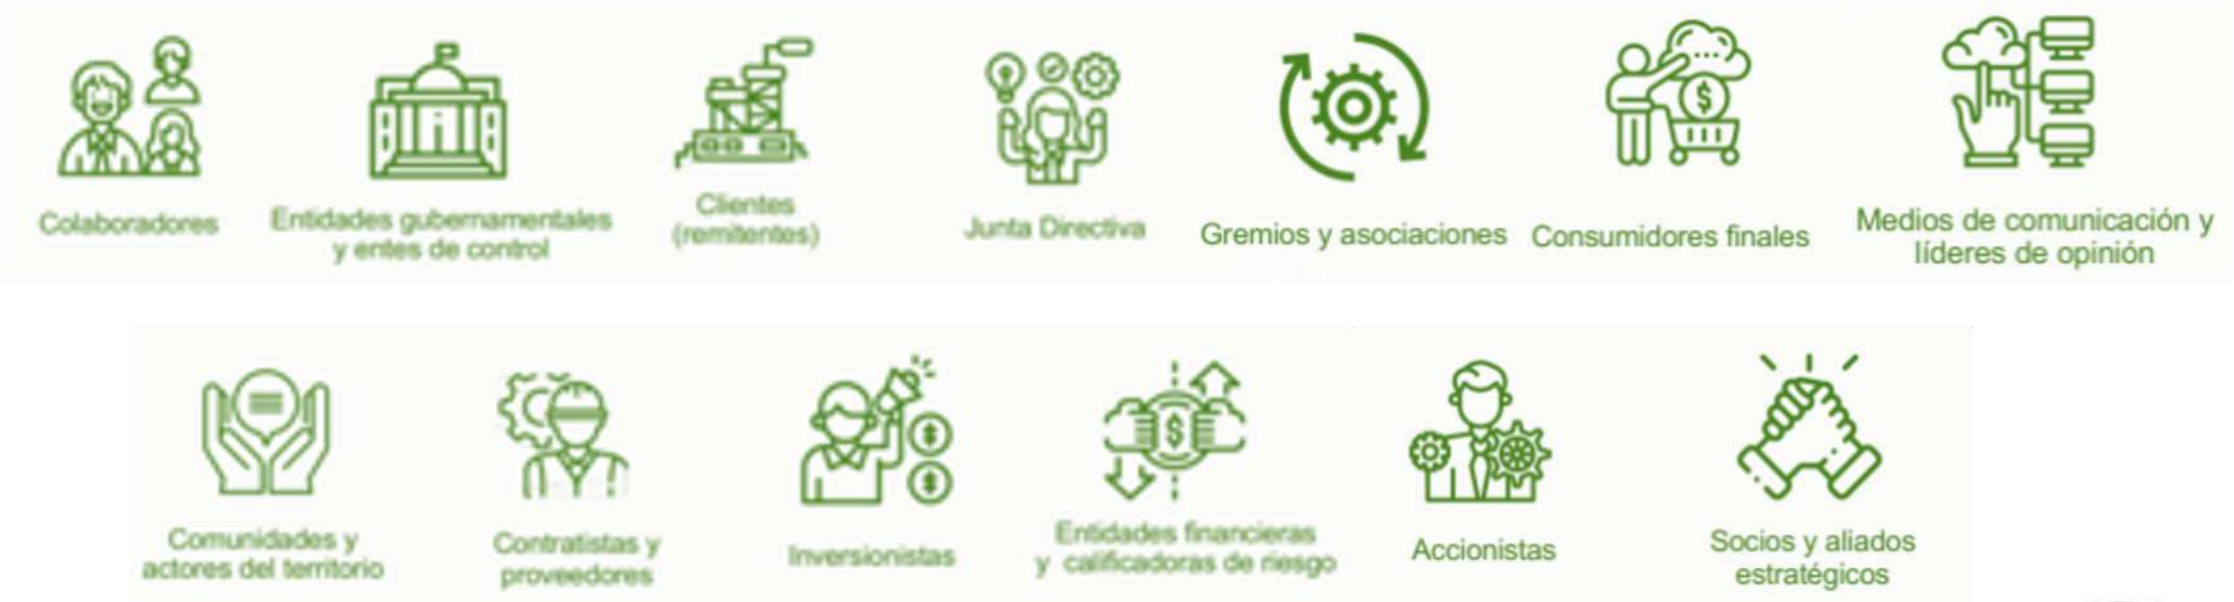 Colaboradores
Entidades gubernamentales
y entes de control
Clientes
(remitentes)
Junta Directiva
Gremios y asociaciones
Consumidores finales
Medios de comunicación y
líderes de opinión
Comunidades y
actores del territorio
Contratistas y
proveedores
Inversionistas
Entidades financieras
y calificadoras de riesgo
Accionistas
Socios y aliados
estratégicos